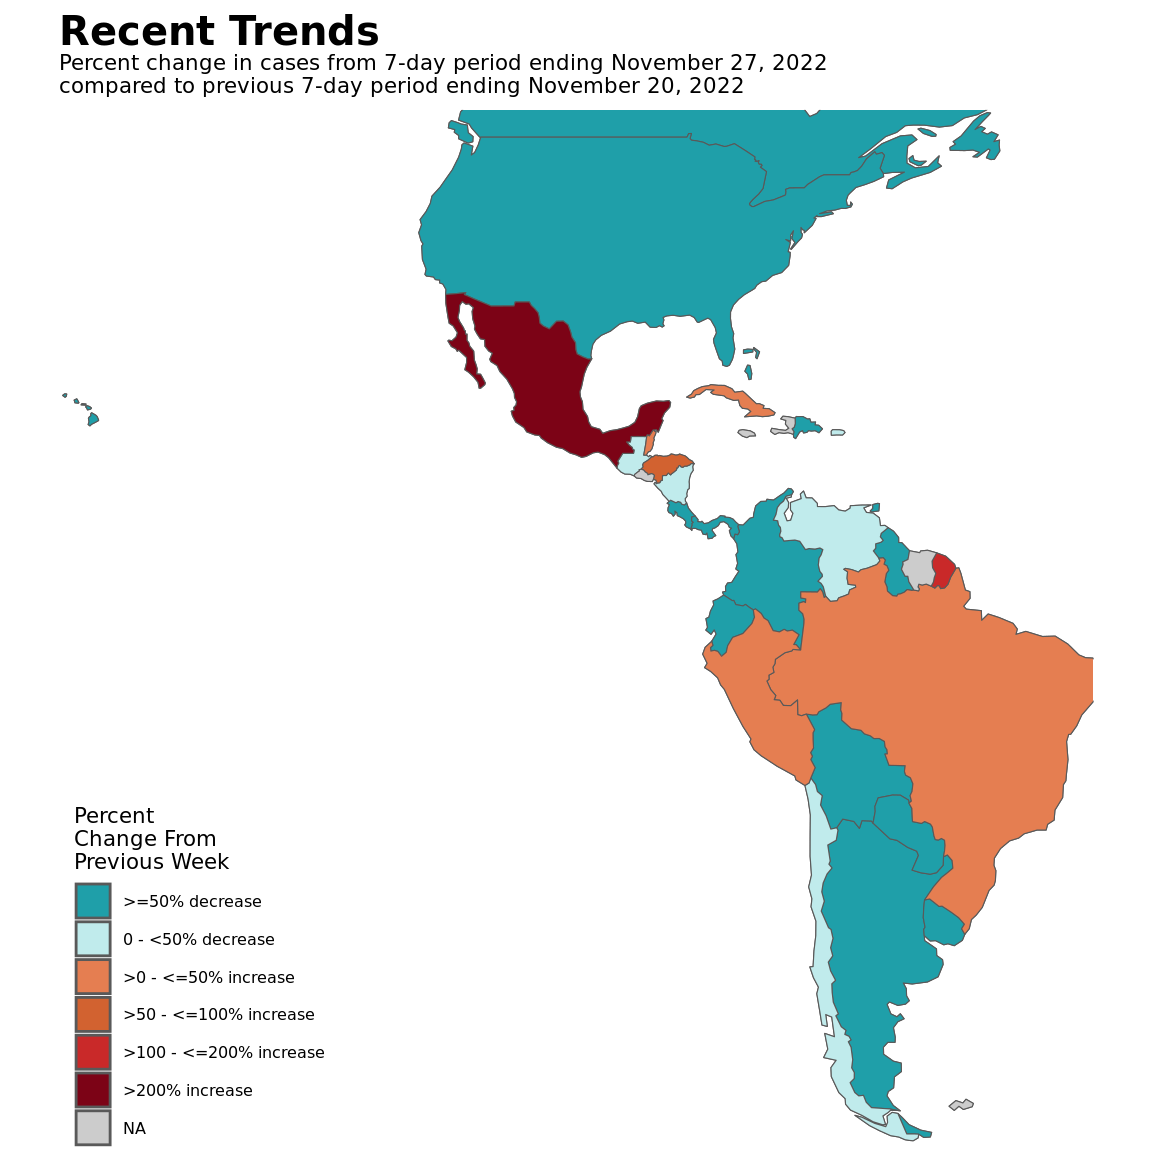 Recent Trends
Percent change in cases from 7-day period ending November 27, 2022
compared to previous 7-day period ending November 20, 2022
Percent
Change From
Previous Week
>=50% decrease
0 - <50% decrease
>0 - <=50% increase
>50 - <=100% increase
>100 - <=200% increase
>200% increase
NA